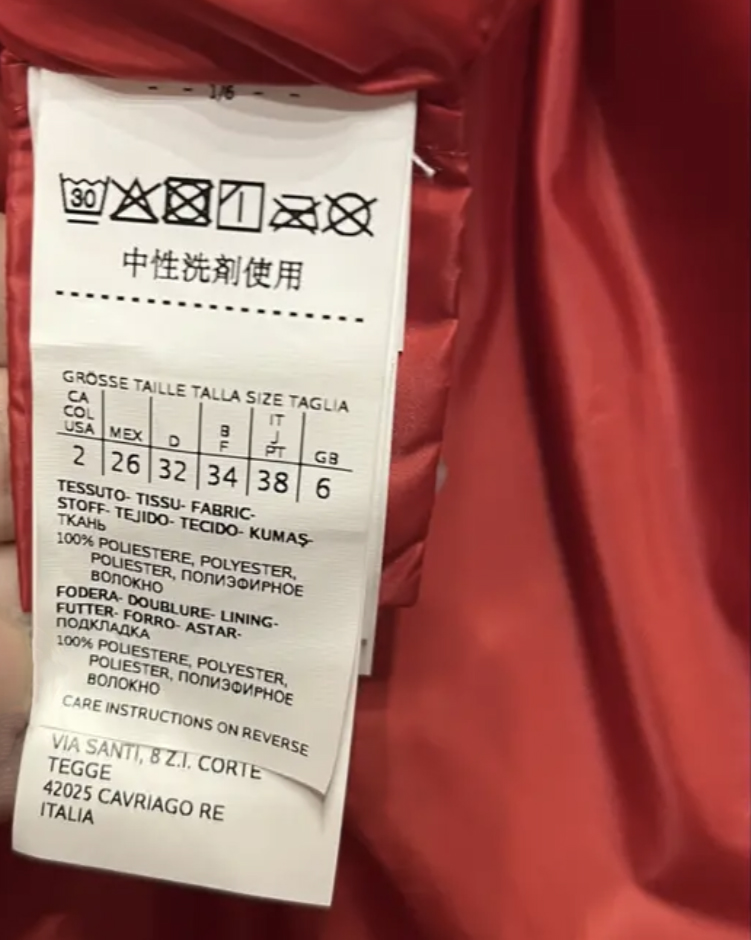 - - 1/6 - -
30
中性洗剤使用
GRÖSSE TAILLE TALLA SIZE TAGLIA
CA COL USA | MEX | D | B F | IT J PT | GB
2 | 26 | 32 | 34 | 38 | 6
TESSUTO- TISSU- FABRIC-
STOFF- TEJIDO- TECIDO- KUMAŞ-
ТКАНЬ
100% POLIESTERE, POLYESTER,
POLIESTER, ПОЛИЭФИРНОЕ
ВОЛОКНО
FODERA- DOUBLURE- LINING-
FUTTER- FORRO- ASTAR-
ПОДКЛАДКА
100% POLIESTERE, POLYESTER,
POLIESTER, ПОЛИЭФИРНОЕ
ВОЛОКНО
CARE INSTRUCTIONS ON REVERSE
VIA SANTI, 8 Z.I. CORTE
TEGGE
42025 CAVRIAGO RE
ITALIA